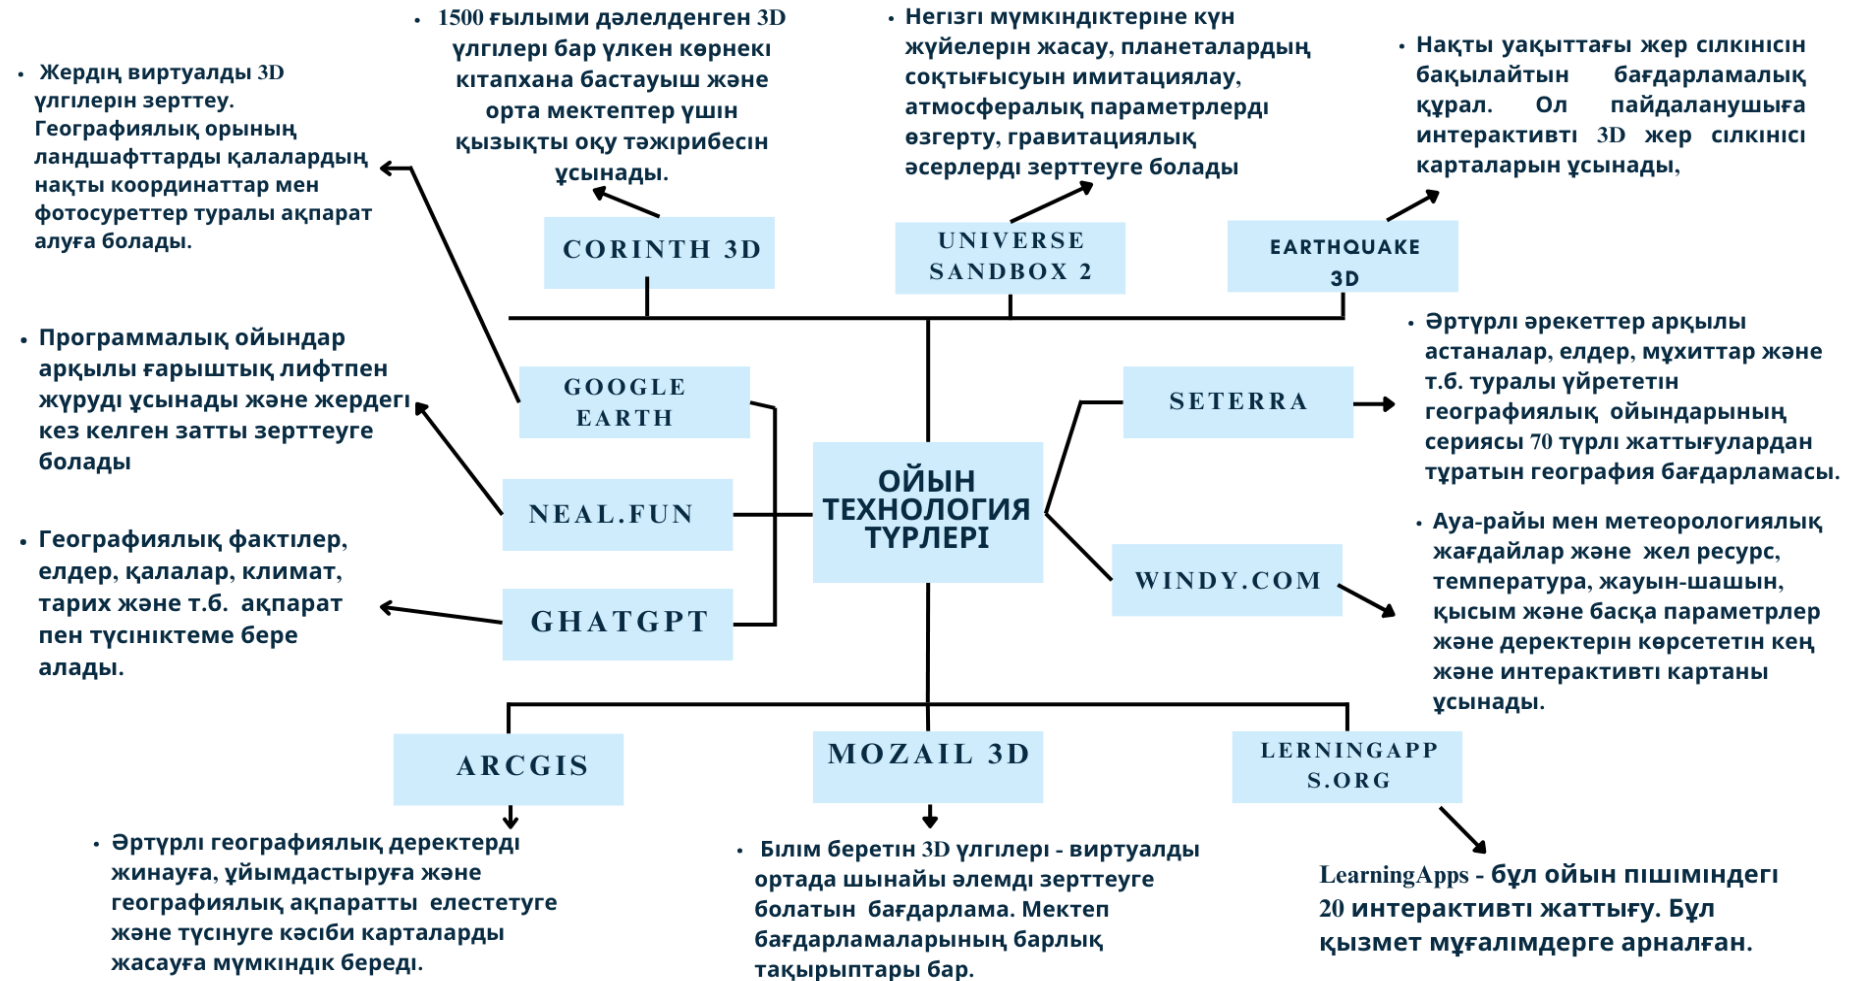 • 1500 ғылыми дәлелденген 3D
үлгілері бар үлкен көрнекі
кітапхана бастауыш және
орта мектептер үшін
қызықты оқу тәжірибесін
ұсынады.
• Негізгі мүмкіндіктеріне күн
жүйелерін жасау, планеталардың
соқтығысуын имитациялау,
атмосфералық параметрлерді
өзгерту, гравитациялық
әсерлерді зерттеуге болады
• Нақты уақыттағы жер сілкінісін
бақылайтын бағдарламалық
құрал. Ол пайдаланушыға
интерактивті 3D жер сілкінісі
карталарын ұсынады,
• Жердің виртуалды 3D
үлгілерін зерттеу.
Географиялық орының
ландшафттарды қалалардың
нақты координаттар мен
фотосуреттер туралы ақпарат
алуға болады.
CORINTH 3D
UNIVERSE
SANDBOX 2
EARTHQUAKE
3D
• Программалық ойындар
арқылы ғарыштық лифтпен
жүруді ұсынады және жердегі
кез келген затты зерттеуге
болады
GOOGLE
EARTH
SETERRA
• Әртүрлі әрекеттер арқылы
астаналар, елдер, мұхиттар және
т.б. туралы үйрететін
географиялық ойындарының
сериясы 70 түрлі жаттығулардан
тұратын география бағдарламасы.
NEAL.FUN
ОЙЫН
ТЕХНОЛОГИЯ
ТҮРЛЕРІ
• Географиялық фактілер,
елдер, қалалар, климат,
тарих және т.б. ақпарат
пен түсініктеме бере
алады.
GHATGPT
WINDY.COM
• Ауа-райы мен метеорологиялық
жағдайлар және жел ресурс,
температура, жауын-шашын,
қысым және басқа параметрлер
және деректерін көрсететін кең
және интерактивті картаны
ұсынады.
ARCGIS
MOZAIL 3D
LERNINGAPP
S.ORG
• Әртүрлі географиялық деректерді
жинауға, ұйымдастыруға және
географиялық ақпаратты елестетуге
және түсінуге кәсіби карталарды
жасауға мүмкіндік береді.
• Білім беретін 3D үлгілері - виртуалды
ортада шынайы әлемді зерттеуге
болатын бағдарлама. Мектеп
бағдарламаларының барлық
тақырыптары бар.
LearningApps - бұл ойын пішіміндегі
20 интерактивті жаттығу. Бұл
қызмет мұғалімдерге арналған.